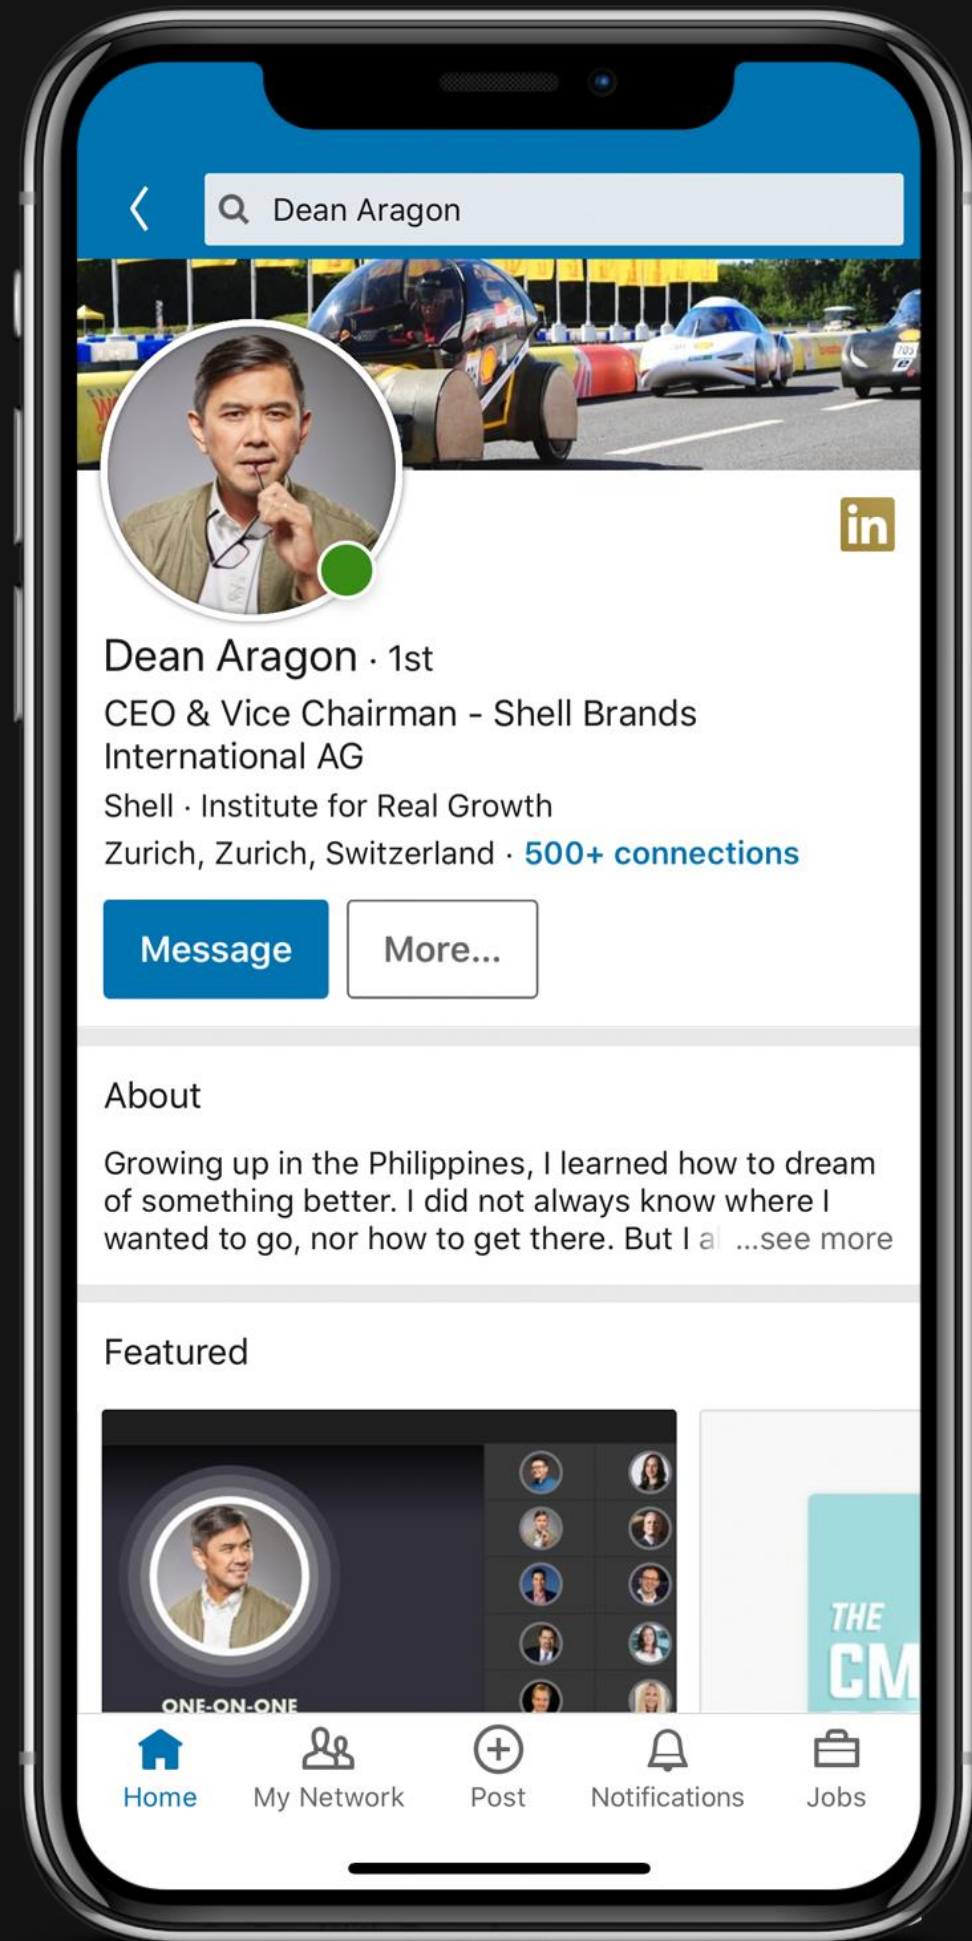 Dean Aragon
703
in
Dean Aragon · 1st
CEO & Vice Chairman - Shell Brands
International AG
Shell · Institute for Real Growth
Zurich, Zurich, Switzerland · 500+ connections
Message
More...
About
Growing up in the Philippines, I learned how to dream
of something better. I did not always know where I
wanted to go, nor how to get there. But I a ...see more
Featured
THE
CM
ONE-ON-ONE
Home
My Network
Post
Notifications
Jobs